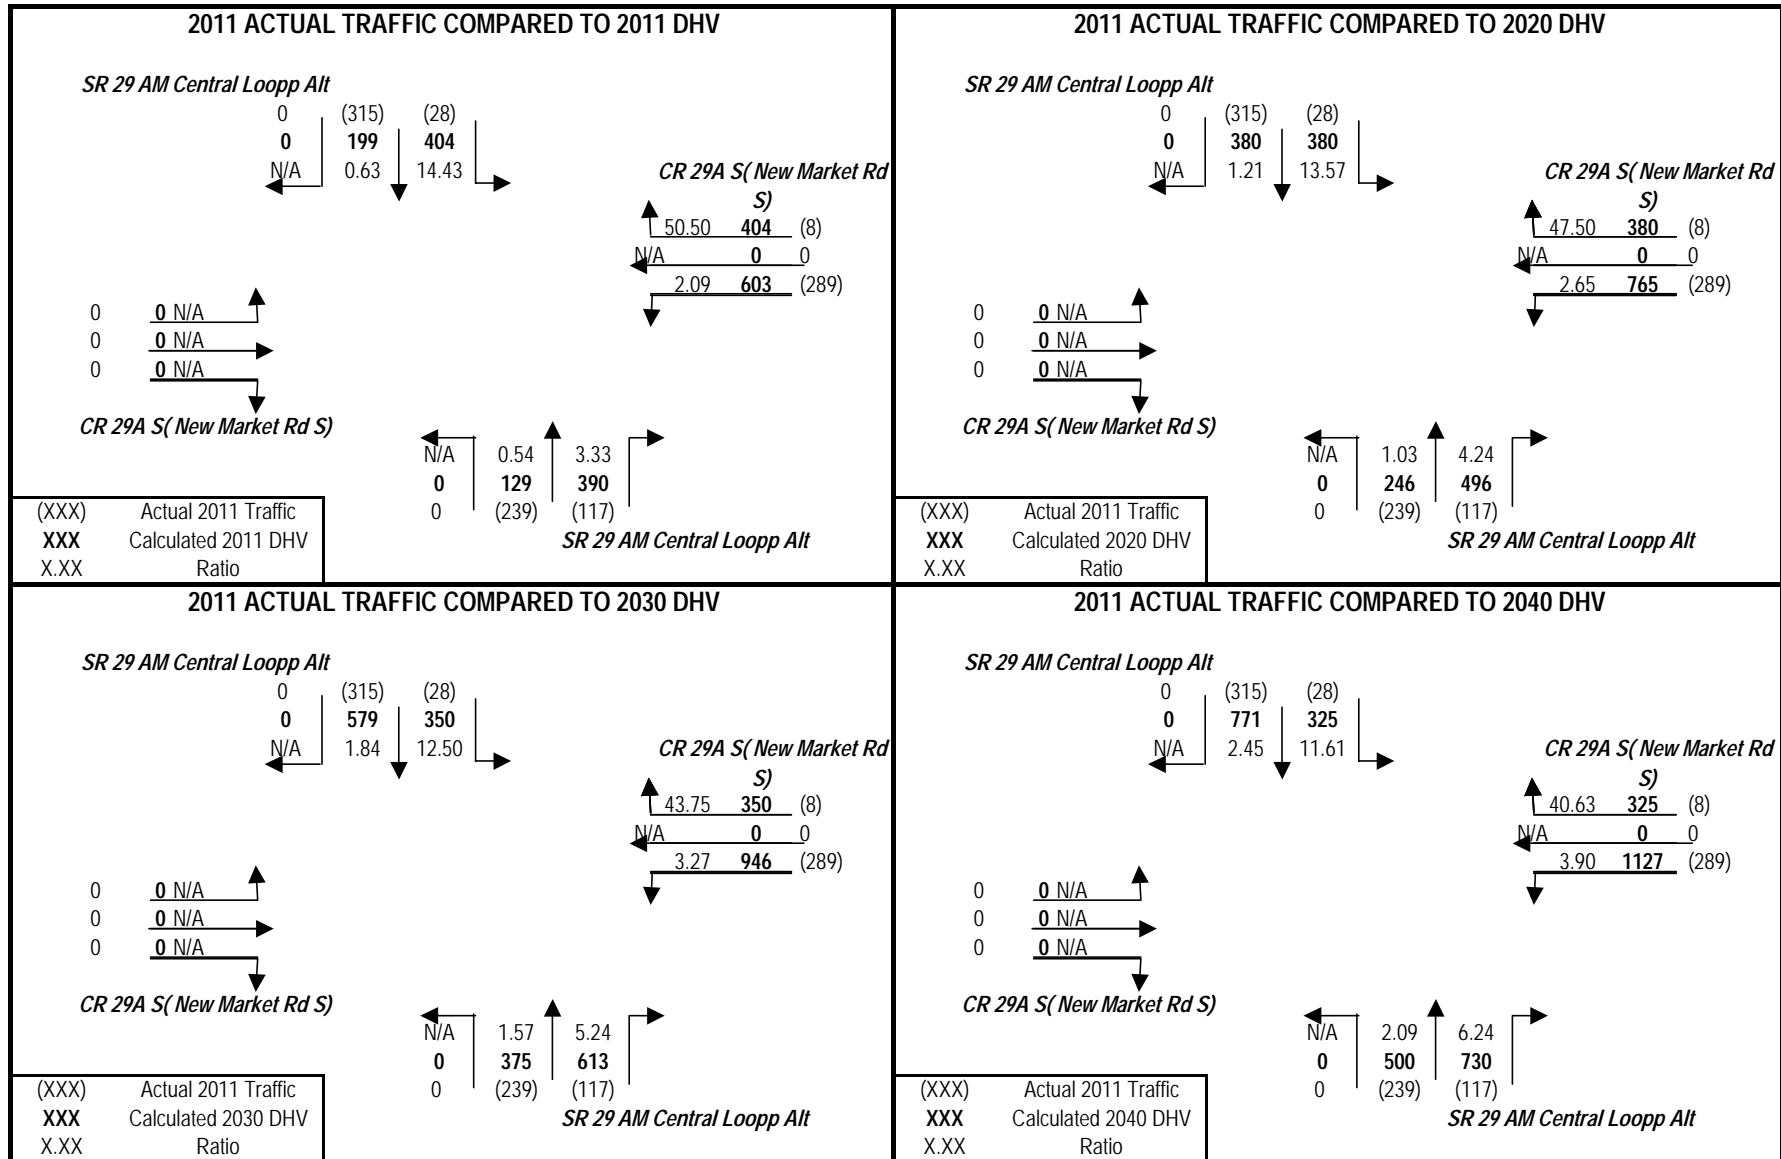 2011 ACTUAL TRAFFIC COMPARED TO 2011 DHV
SR 29 AM Central Loopp Alt
0 (315) (28)
0 199 404
N/A 0.63 14.43
CR 29A S( New Market Rd
S)
50.50 404 (8)
N/A 0 0
2.09 603 (289)
0 0 N/A
0 0 N/A
0 0 N/A
CR 29A S( New Market Rd S)
N/A 0.54 3.33
0 129 390
0 (239) (117)
SR 29 AM Central Loopp Alt
(XXX) Actual 2011 Traffic
XXX Calculated 2011 DHV
X.XX Ratio
2011 ACTUAL TRAFFIC COMPARED TO 2020 DHV
SR 29 AM Central Loopp Alt
0 (315) (28)
0 380 380
N/A 1.21 13.57
CR 29A S( New Market Rd
S)
47.50 380 (8)
N/A 0 0
2.65 765 (289)
0 0 N/A
0 0 N/A
0 0 N/A
CR 29A S( New Market Rd S)
N/A 1.03 4.24
0 246 496
0 (239) (117)
SR 29 AM Central Loopp Alt
(XXX) Actual 2011 Traffic
XXX Calculated 2020 DHV
X.XX Ratio
2011 ACTUAL TRAFFIC COMPARED TO 2030 DHV
SR 29 AM Central Loopp Alt
0 (315) (28)
0 579 350
N/A 1.84 12.50
CR 29A S( New Market Rd
S)
43.75 350 (8)
N/A 0 0
3.27 946 (289)
0 0 N/A
0 0 N/A
0 0 N/A
CR 29A S( New Market Rd S)
N/A 1.57 5.24
0 375 613
0 (239) (117)
SR 29 AM Central Loopp Alt
(XXX) Actual 2011 Traffic
XXX Calculated 2030 DHV
X.XX Ratio
2011 ACTUAL TRAFFIC COMPARED TO 2040 DHV
SR 29 AM Central Loopp Alt
0 (315) (28)
0 771 325
N/A 2.45 11.61
CR 29A S( New Market Rd
S)
40.63 325 (8)
N/A 0 0
3.90 1127 (289)
0 0 N/A
0 0 N/A
0 0 N/A
CR 29A S( New Market Rd S)
N/A 2.09 6.24
0 500 730
0 (239) (117)
SR 29 AM Central Loopp Alt
(XXX) Actual 2011 Traffic
XXX Calculated 2040 DHV
X.XX Ratio